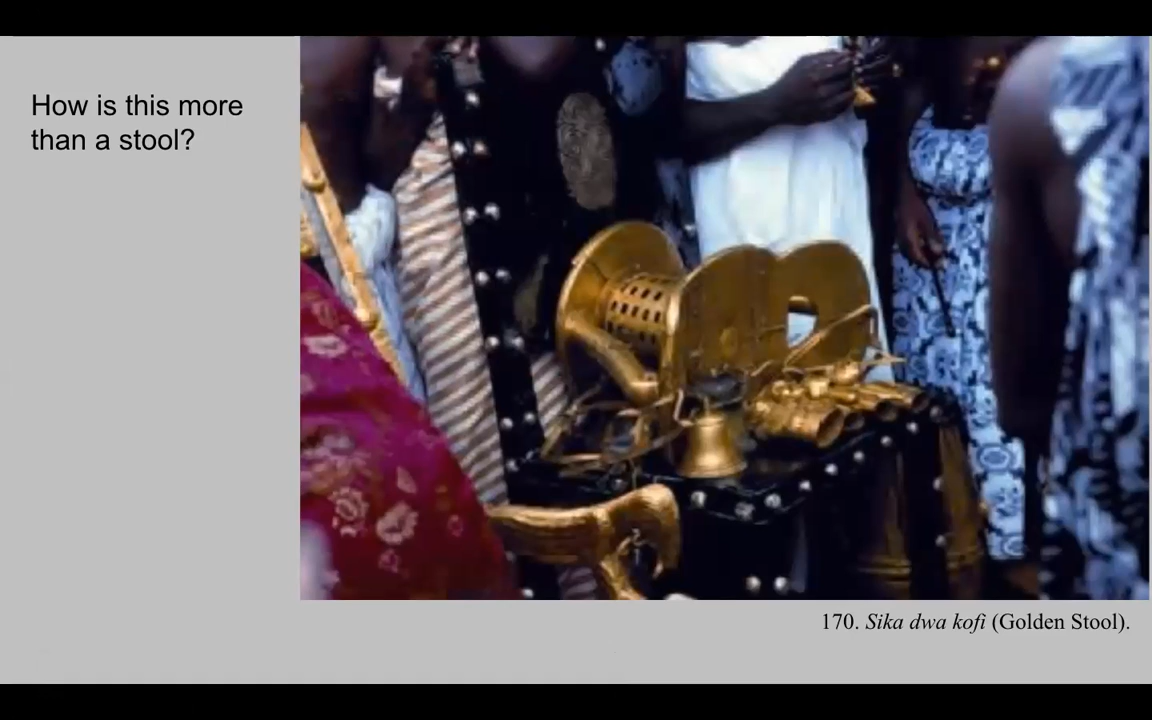 How is this more
than a stool?
170. Sika dwa kofi (Golden Stool).